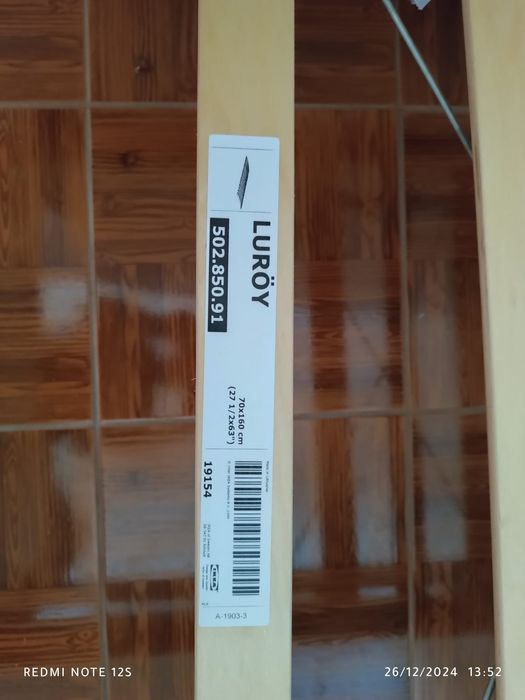 LURÖY
502.850.91
70x160 cm
(27 1/2x63")
19154
IKEA
A-1903-3
REDMI NOTE 12S
26/12/2024 13:52